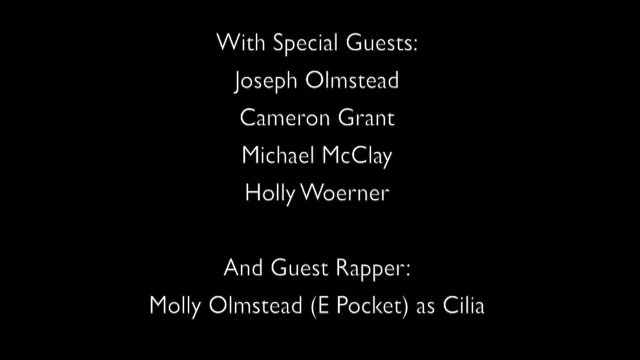 With Special Guests:
Joseph Olmstead
Cameron Grant
Michael McClay
Holly Woerner
And Guest Rapper:
Molly Olmstead (E Pocket) as Cilia